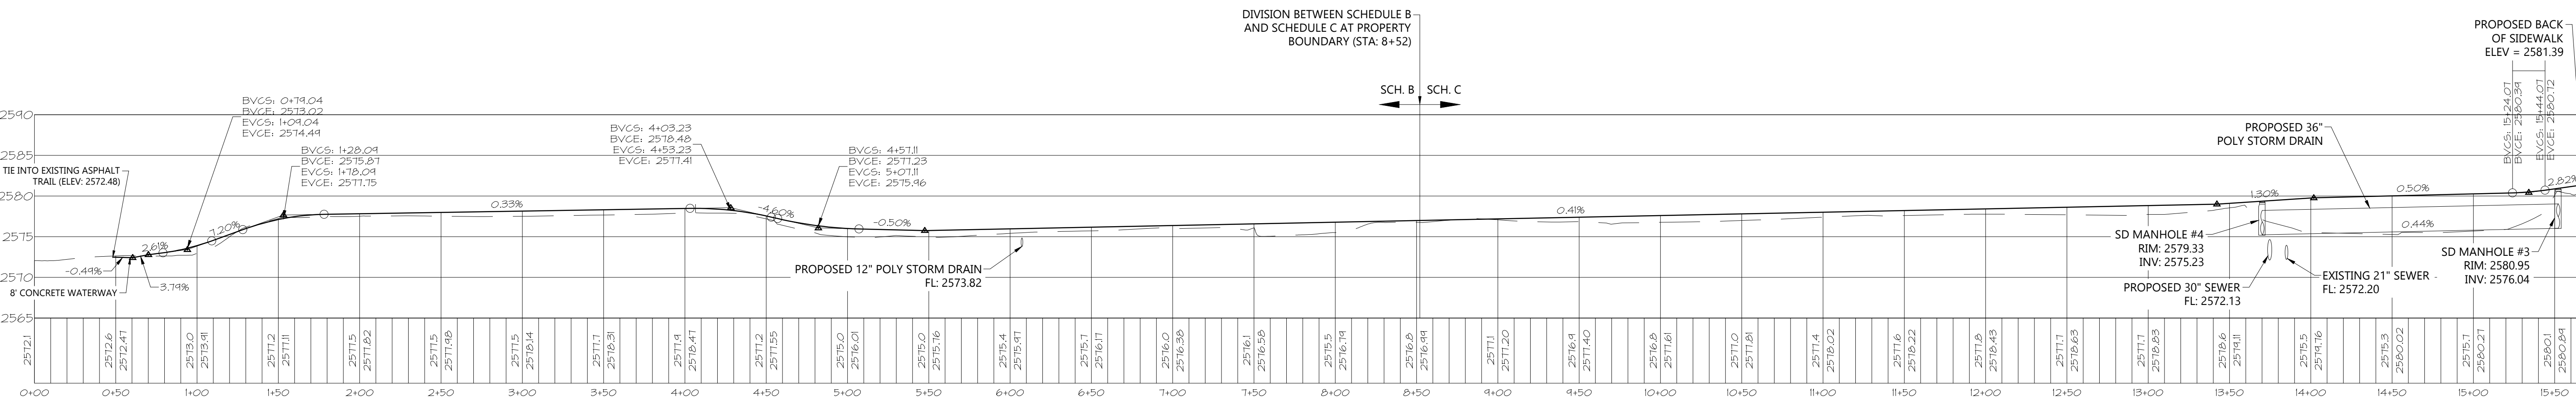 DIVISION BETWEEN SCHEDULE B
AND SCHEDULE C AT PROPERTY
BOUNDARY (STA: 8+52)
SCH. B
SCH. C
PROPOSED BACK
OF SIDEWALK
ELEV = 2581.39
BVCS: 15+24.07
BVCE: 2580.39
EVCS: 15+44.07
EVCE: 2580.72
BVCS: 0+79.04
BVCE: 2573.02
EVCS: 1+09.04
EVCE: 2574.49
BVCS: 1+28.09
BVCE: 2575.87
EVCS: 1+78.09
EVCE: 2577.75
BVCS: 4+03.23
BVCE: 2578.48
EVCS: 4+53.23
EVCE: 2577.41
BVCS: 4+57.11
BVCE: 2577.23
EVCS: 5+07.11
EVCE: 2575.96
PROPOSED 36"
POLY STORM DRAIN
TIE INTO EXISTING ASPHALT
TRAIL (ELEV: 2572.48)
2590
2585
2580
2575
2570
2565
-0.49%
8' CONCRETE WATERWAY
3.79%
2.61%
7.20%
0.33%
-4.60%
-0.50%
0.41%
1.30%
0.50%
2.82%
0.44%
PROPOSED 12" POLY STORM DRAIN
FL: 2573.82
SD MANHOLE #4
RIM: 2579.33
INV: 2575.23
PROPOSED 30" SEWER
FL: 2572.13
EXISTING 21" SEWER
FL: 2572.20
SD MANHOLE #3
RIM: 2580.95
INV: 2576.04
2572.1
2572.6
2572.47
2573.0
2573.91
2577.2
2577.11
2577.5
2577.82
2577.5
2577.98
2577.5
2578.14
2577.7
2578.31
2577.9
2578.47
2577.2
2577.55
2575.0
2576.01
2575.0
2575.76
2575.4
2575.97
2575.7
2576.17
2576.0
2576.38
2576.1
2576.58
2575.5
2576.79
2576.8
2576.99
2577.1
2577.20
2576.9
2577.40
2576.8
2577.61
2577.0
2577.81
2577.4
2578.02
2577.6
2578.22
2577.8
2578.43
2577.7
2578.63
2577.7
2578.83
2578.6
2579.11
2575.5
2579.76
2575.3
2580.02
2575.7
2580.27
2580.1
2580.89
0+00 0+50 1+00 1+50 2+00 2+50 3+00 3+50 4+00 4+50 5+00 5+50 6+00 6+50 7+00 7+50 8+00 8+50 9+00 9+50 10+00 10+50 11+00 11+50 12+00 12+50 13+00 13+50 14+00 14+50 15+00 15+50